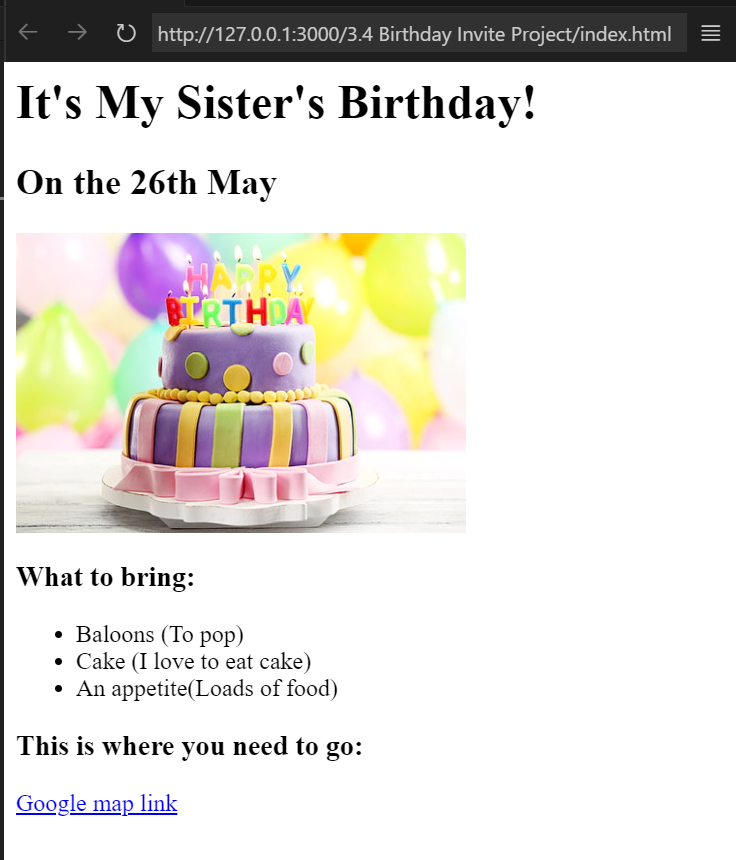 http://127.0.0.1:3000/3.4 Birthday Invite Project/index.html
It's My Sister's Birthday!
On the 26th May
HAPPY
BIRTHDAY
What to bring:
Baloons (To pop)
Cake (I love to eat cake)
An appetite(Loads of food)
This is where you need to go:
Google map link